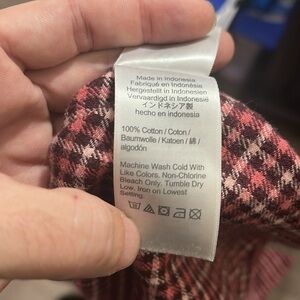 Made in Indonesia
Fabriqué en Indonésie
Hergestellt in Indonesien
Vervaardigd in Indonesië
インドネシア製
hecho en indonesia
100% Cotton / Coton /
Baumwolle / Katoen / 綿 /
algodón
Machine Wash Cold With
Like Colors. Non-Chlorine
Bleach Only. Tumble Dry
Low. Iron on Lowest
Setting.